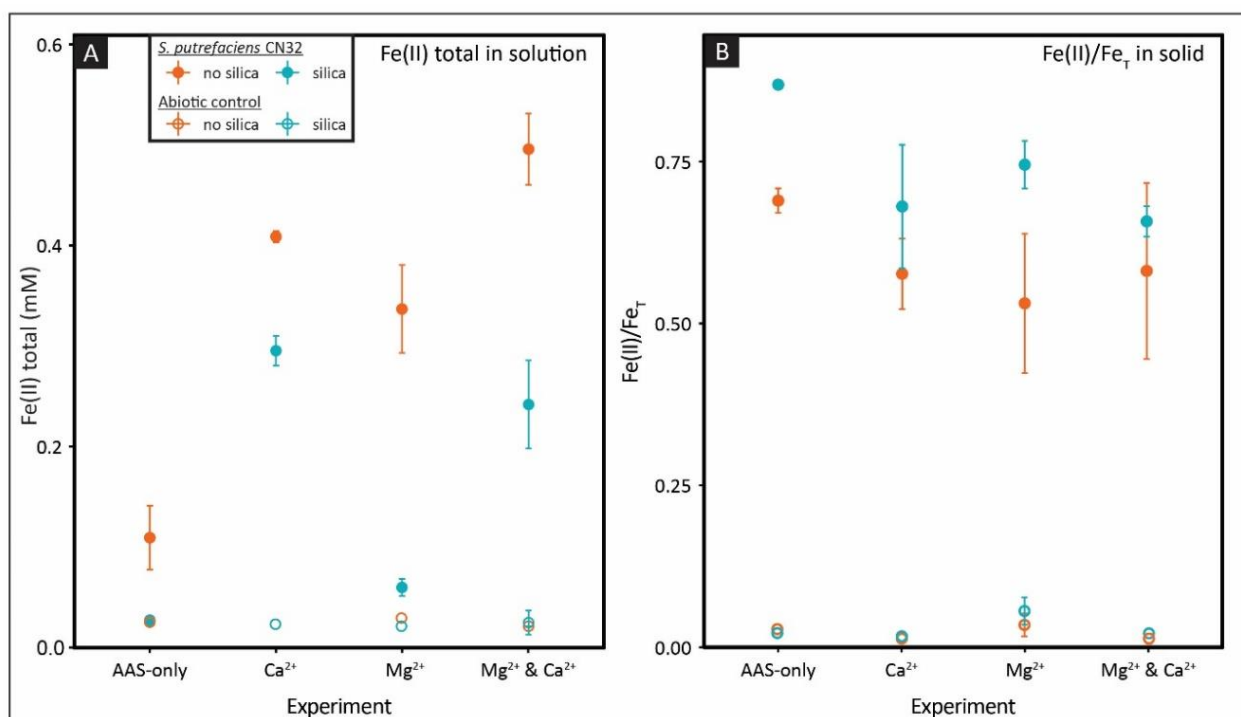 A
S. putrefaciens CN32
no silica silica
Abiotic control
no silica silica
Fe(II) total in solution
Fe(II) total (mM)
0.6
0.4
0.2
0.0
AAS-only Ca²⁺ Mg²⁺ Mg²⁺ & Ca²⁺
Experiment
B
Fe(II)/Feₜ in solid
Fe(II)/Feₜ
0.75
0.50
0.25
0.00
AAS-only Ca²⁺ Mg²⁺ Mg²⁺ & Ca²⁺
Experiment